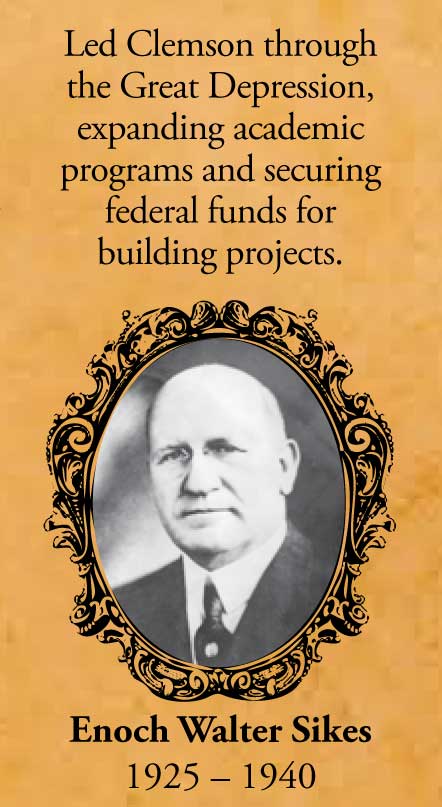 Led Clemson through
the Great Depression,
expanding academic
programs and securing
federal funds for
building projects.
Enoch Walter Sikes
1925 – 1940